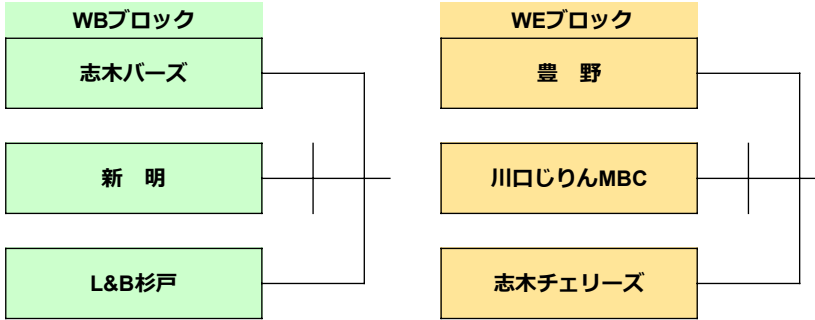 WBブロック
志木バーズ
新　明
L&B杉戸
WEブロック
豊　野
川口じりんMBC
志木チェリーズ